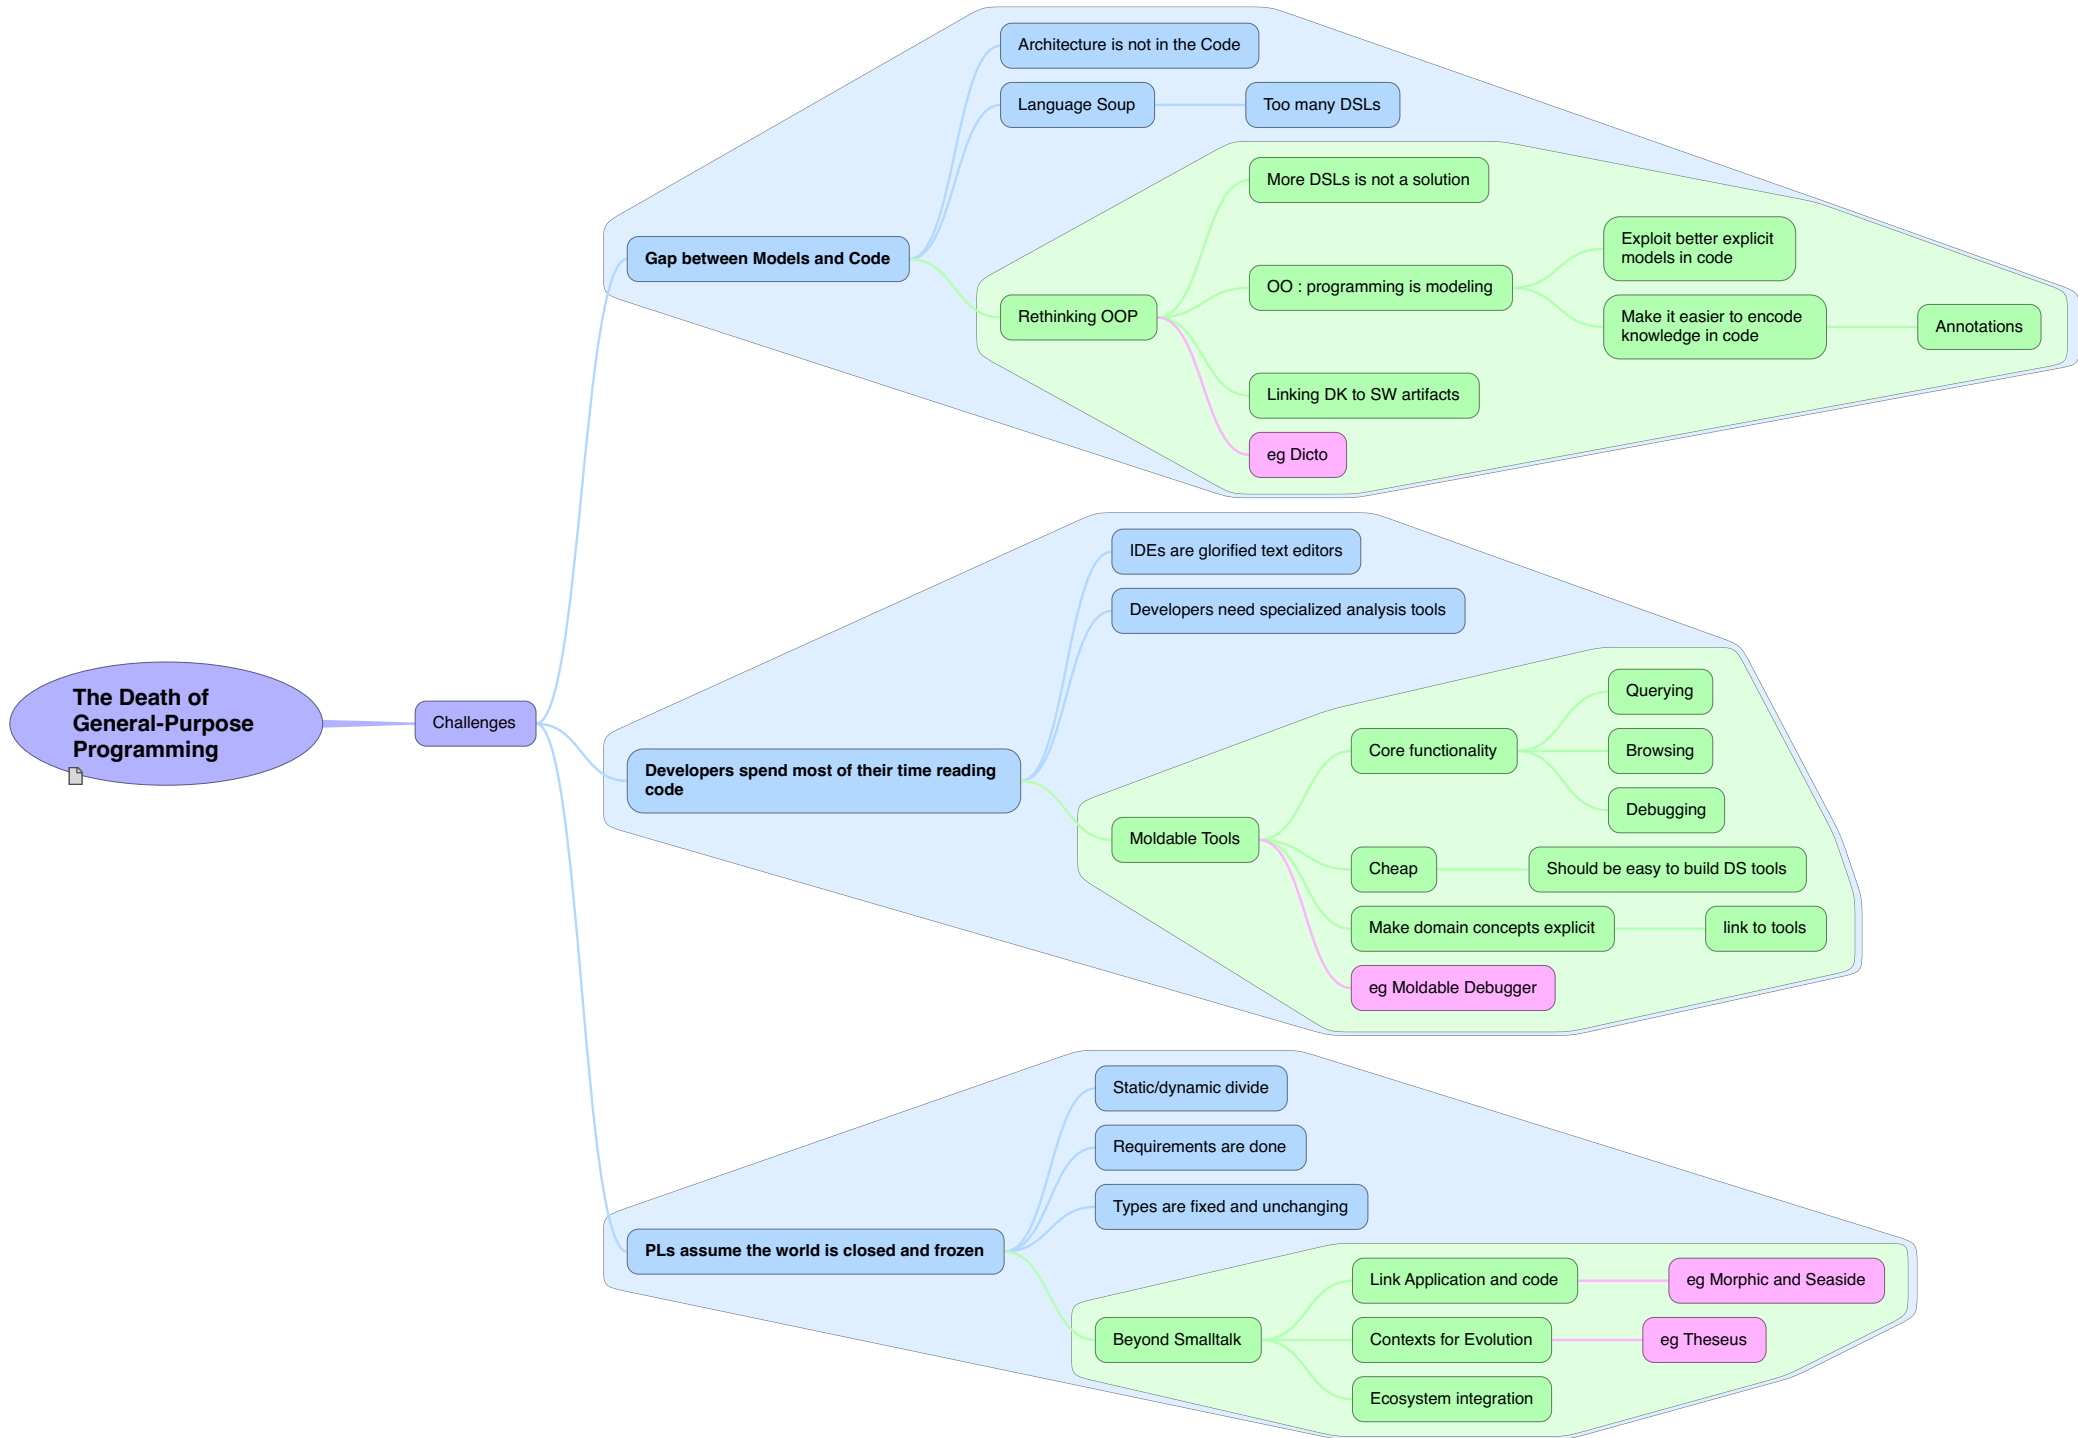 The Death of
General-Purpose
Programming
Challenges
Gap between Models and Code
Architecture is not in the Code
Language Soup
Too many DSLs
Rethinking OOP
More DSLs is not a solution
OO : programming is modeling
Exploit better explicit
models in code
Make it easier to encode
knowledge in code
Annotations
Linking DK to SW artifacts
eg Dicto
Developers spend most of their time reading
code
IDEs are glorified text editors
Developers need specialized analysis tools
Moldable Tools
Core functionality
Querying
Browsing
Debugging
Cheap
Should be easy to build DS tools
Make domain concepts explicit
link to tools
eg Moldable Debugger
PLs assume the world is closed and frozen
Static/dynamic divide
Requirements are done
Types are fixed and unchanging
Beyond Smalltalk
Link Application and code
eg Morphic and Seaside
Contexts for Evolution
eg Theseus
Ecosystem integration